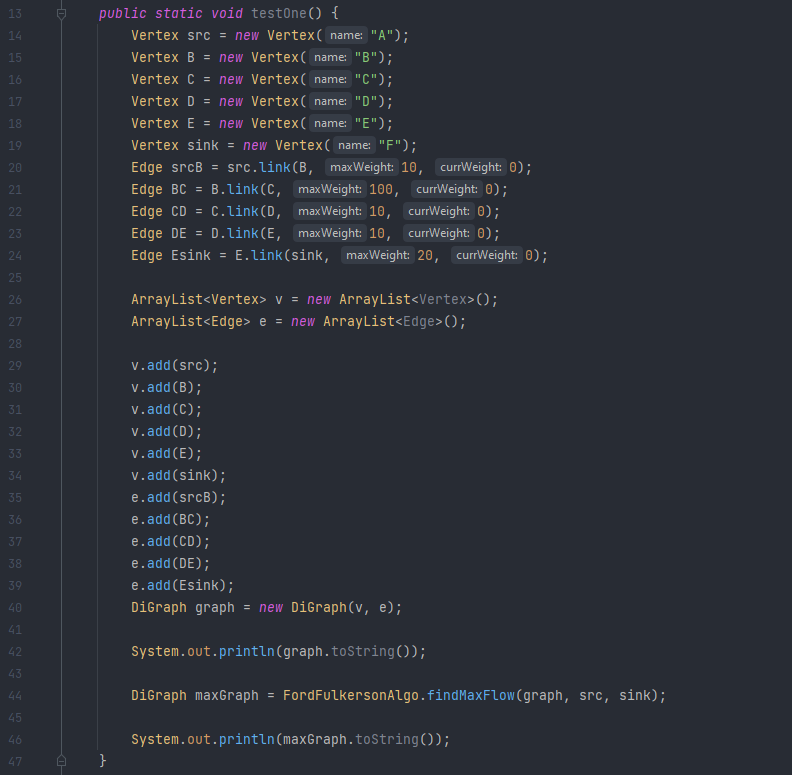 13 public static void testOne() {
14 Vertex src = new Vertex( name: "A");
15 Vertex B = new Vertex( name: "B");
16 Vertex C = new Vertex( name: "C");
17 Vertex D = new Vertex( name: "D");
18 Vertex E = new Vertex( name: "E");
19 Vertex sink = new Vertex( name: "F");
20 Edge srcB = src.link(B, maxWeight: 10, currWeight: 0);
21 Edge BC = B.link(C, maxWeight: 100, currWeight: 0);
22 Edge CD = C.link(D, maxWeight: 10, currWeight: 0);
23 Edge DE = D.link(E, maxWeight: 10, currWeight: 0);
24 Edge Esink = E.link(sink, maxWeight: 20, currWeight: 0);
25
26 ArrayList<Vertex> v = new ArrayList<Vertex>();
27 ArrayList<Edge> e = new ArrayList<Edge>();
28
29 v.add(src);
30 v.add(B);
31 v.add(C);
32 v.add(D);
33 v.add(E);
34 v.add(sink);
35 e.add(srcB);
36 e.add(BC);
37 e.add(CD);
38 e.add(DE);
39 e.add(Esink);
40 DiGraph graph = new DiGraph(v, e);
41
42 System.out.println(graph.toString());
43
44 DiGraph maxGraph = FordFulkersonAlgo.findMaxFlow(graph, src, sink);
45
46 System.out.println(maxGraph.toString());
47 }